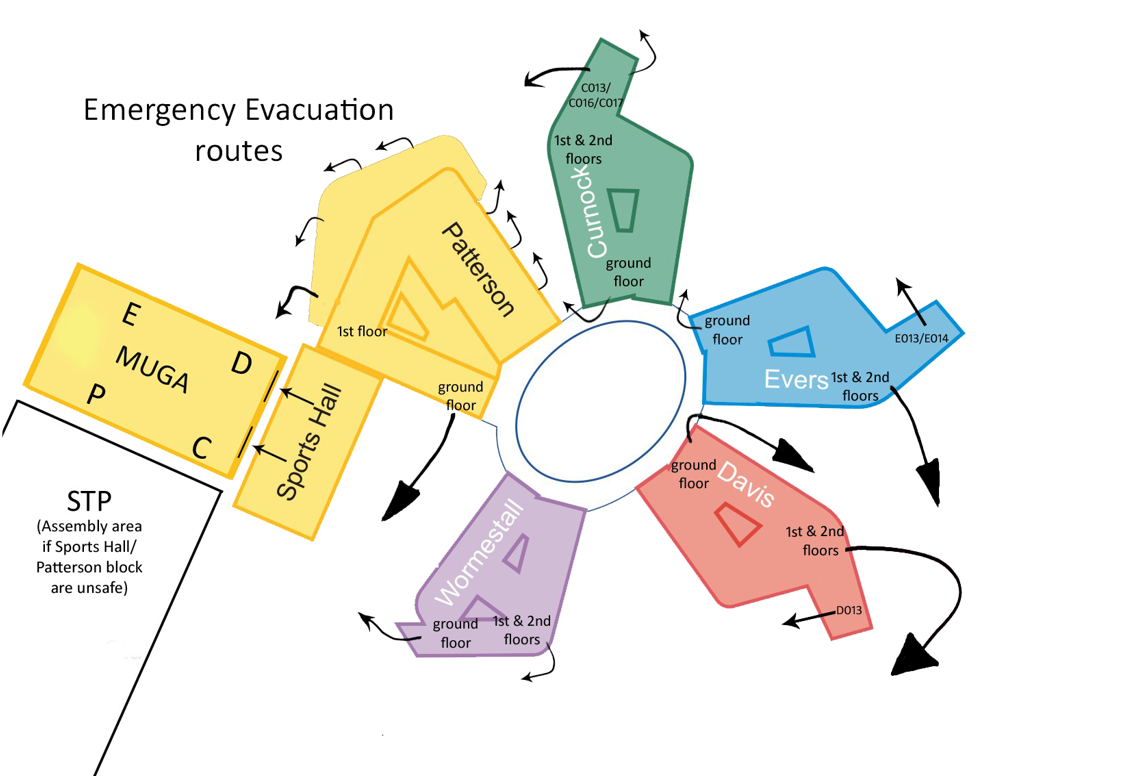 Emergency Evacuation
routes
C013/
C016/C017
1st & 2nd
floors
Curnock
ground
floor
Patterson
1st floor
ground
floor
E
D
MUGA
P
C
Sports Hall
STP
(Assembly area
if Sports Hall/
Patterson block
are unsafe)
ground
floor
E013/E014
Evers
1st & 2nd
floors
ground
floor
Davis
1st & 2nd
floors
D013
Wormestall
ground
floor
1st & 2nd
floors